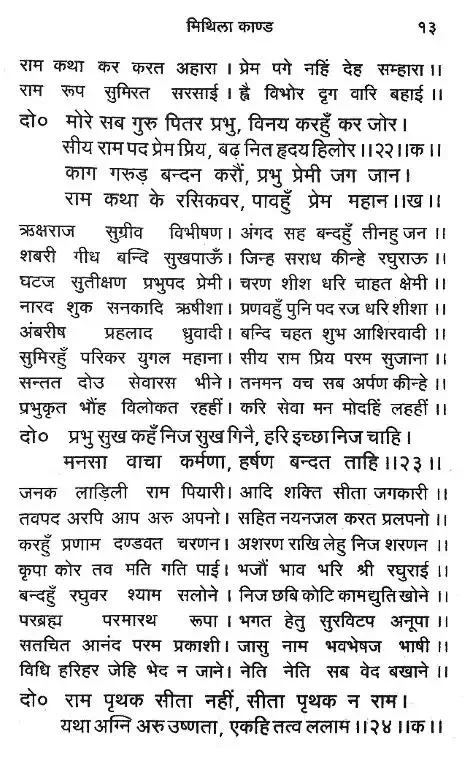 मिथिला काण्ड १३
राम कथा कर करत अहारा। प्रेम पगे नहिं देह सम्हारा।।
राम रूप सुमिरत सरसाई। ह्वै विभोर दृग वारि बहाई।।
दो० मोरे सब गुरु पितर प्रभु, विनय करहुँ कर जोर।
सीय राम पद प्रेम प्रिय, बढ़ नित हृदय हिलोर।।२२।।क।।
काग गरुड़ बन्दन करौं, प्रभु प्रेमी जग जान।
राम कथा के रसिकवर, पावहुँ प्रेम महान।।ख।।
ऋक्षराज सुग्रीव विभीषण। अंगद सह बन्दहुँ तीनहु जन।।
शबरी गीध बन्दि सुखपाऊँ। जिन्ह सराध कीन्हे रघुराऊ।।
घटज सुतीक्षण प्रभुपद प्रेमी। चरण शीश धरि चाहत क्षेमी।।
नारद शुक सनकादि ऋषीशा। प्रणवहुँ पुनि पद रज धरि शीशा।।
अंबरीष प्रहलाद ध्रुवादी। बन्दि चहत शुभ आशिरवादी।।
सुमिरहुँ परिकर युगल महाना। सीय राम प्रिय परम सुजाना।।
सन्तत दोउ सेवारस भीने। तनमन वच सब अर्पण कीन्हे।।
प्रभुकृत भौंह विलोकत रहहीं। करि सेवा मन मोदहिं लहहीं।।
दो० प्रभु सुख कहँ निज सुख गिनै, हरि इच्छा निज चाहि।
मनसा वाचा कर्मणा, हर्षण बन्दत ताहि।।२३।।
जनक लाड़िली राम पियारी। आदि शक्ति सीता जगकारी।।
तवपद अरपि आप अरु अपनो। सहित नयनजल करत प्रलपनो।।
करहुँ प्रणाम दण्डवत चरणन। अशरण राखि लेहु निज शरणन।।
कृपा कोर तव मति गति पाई। भजौं भाव भरि श्री रघुराई।।
बन्दहुँ रघुवर श्याम सलोने। निज छबि कोटि कामद्युति खोने।।
परब्रह्म परमारथ रूपा। भगत हेतु सुरविटप अनूपा।।
सतचित आनंद परम प्रकाशी। जासु नाम भवभेषज भाषी।।
विधि हरिहर जेहि भेद न जाने। नेति नेति सब वेद बखाने।।
दो० राम पृथक सीता नहीं, सीता पृथक न राम।
यथा अग्नि अरु उष्णता, एकहि तत्व ललाम।।२४।।क।।